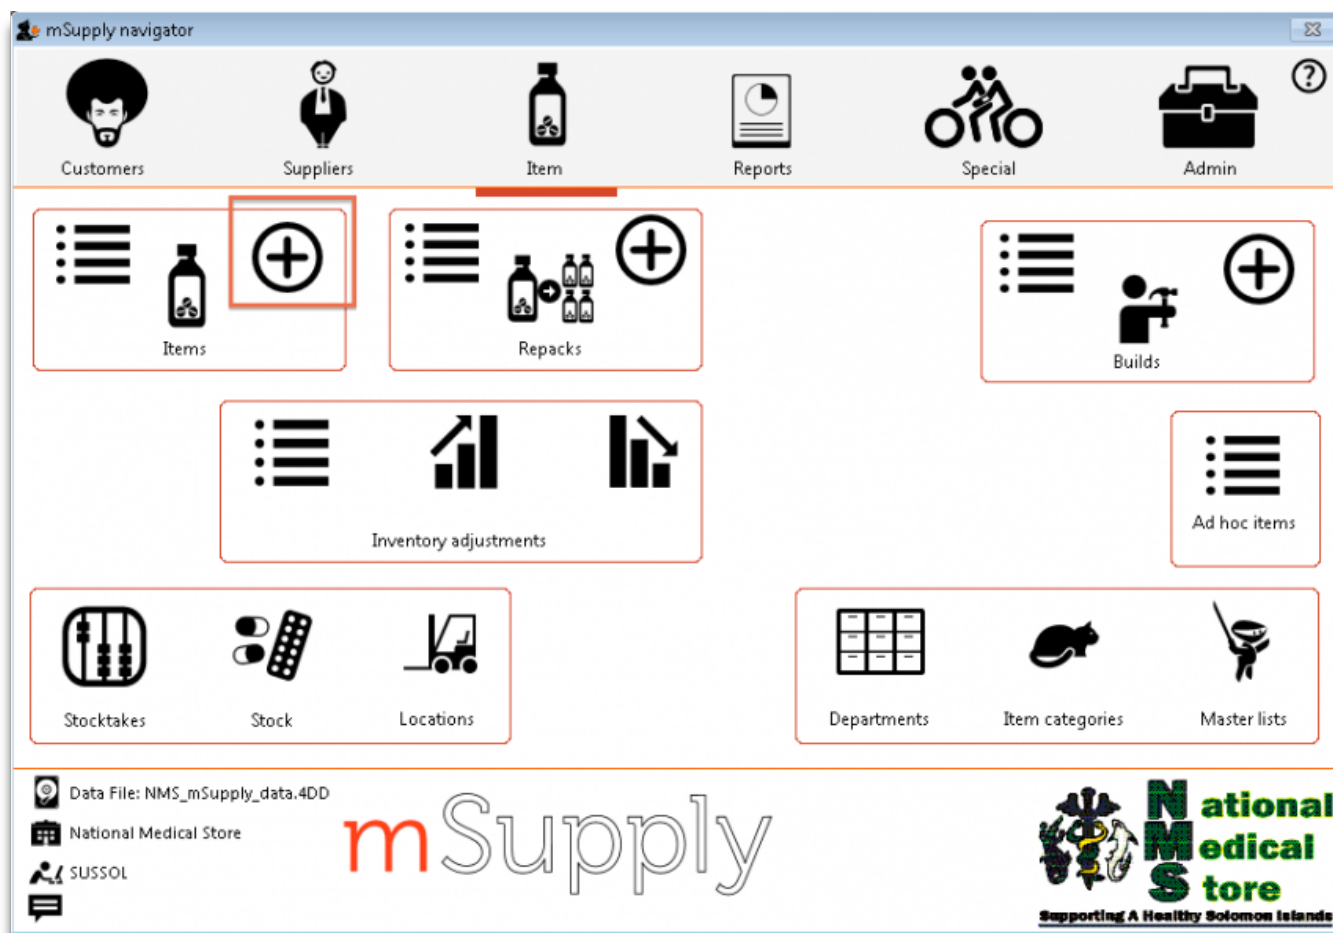 mSupply navigator
Customers
Suppliers
Item
Reports
Special
Admin
?
Items
Repacks
Builds
Inventory adjustments
Ad hoc items
Stocktakes
Stock
Locations
Departments
Item categories
Master lists
Data File: NMS_mSupply_data.4DD
National Medical Store
SUSSOL
mSupply
National
Medical
Store
Supporting A Healthy Solomon Islands